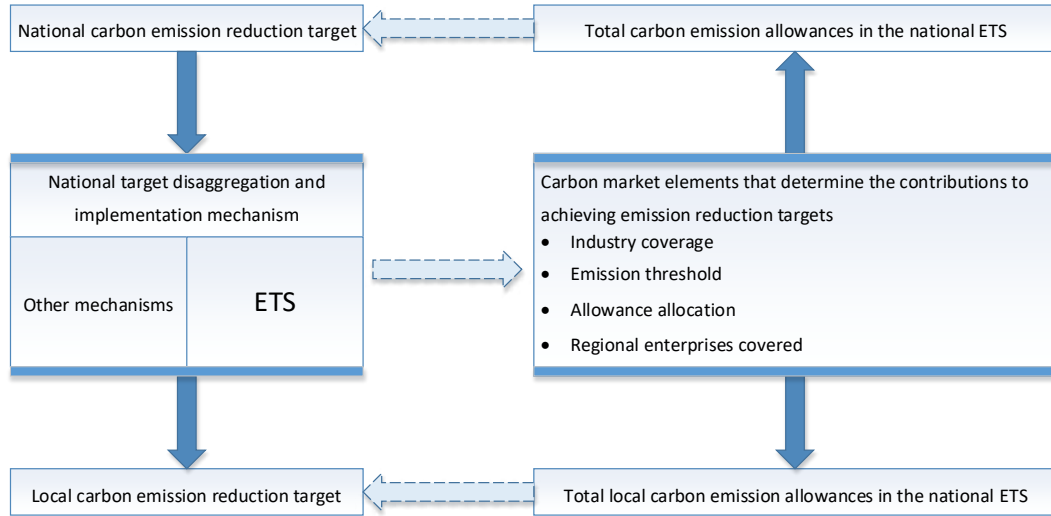 National carbon emission reduction target
Total carbon emission allowances in the national ETS
National target disaggregation and
implementation mechanism
Other mechanisms
ETS
Carbon market elements that determine the contributions to
achieving emission reduction targets
• Industry coverage
• Emission threshold
• Allowance allocation
• Regional enterprises covered
Local carbon emission reduction target
Total local carbon emission allowances in the national ETS